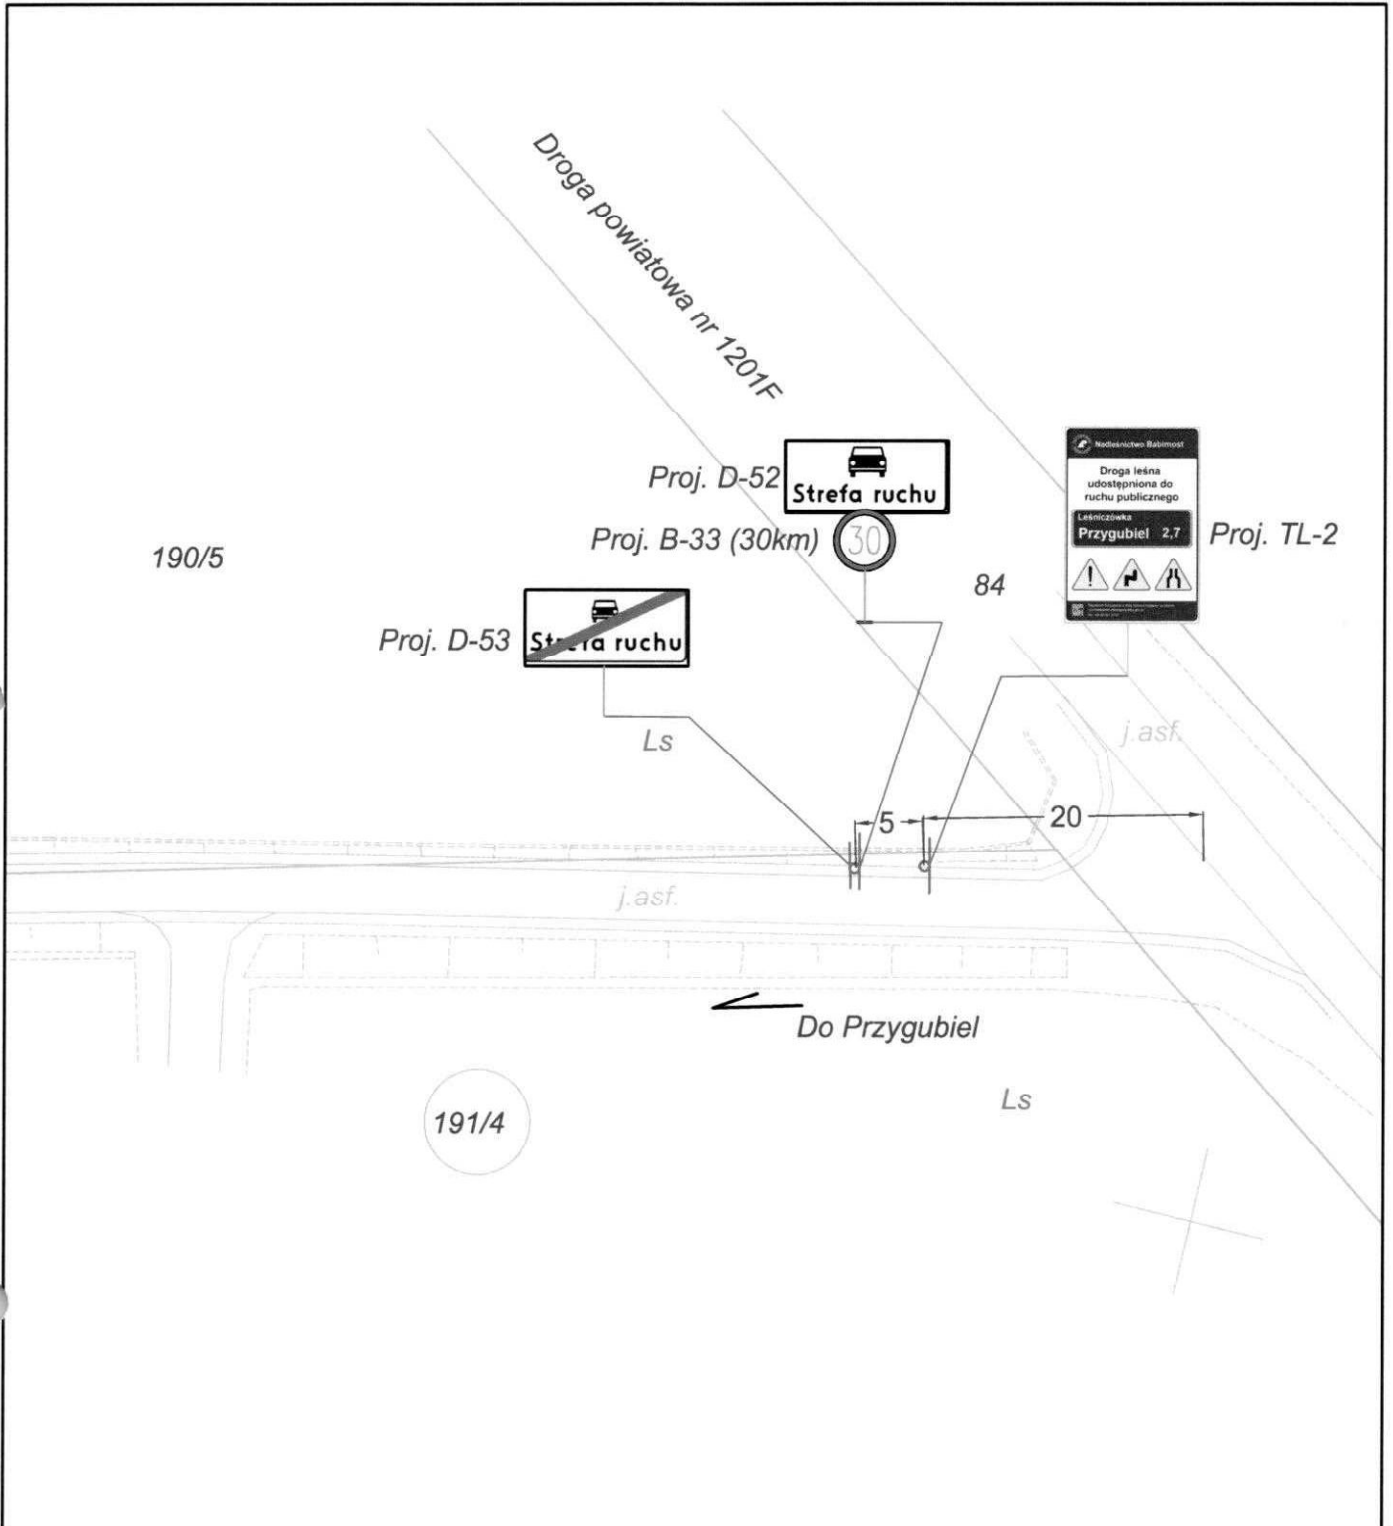 Droga powiatowa nr 1201F
Proj. D-52
Strefa ruchu
Proj. B-33 (30km)
30
Nadleśnictwo Babimost
Droga leśna
udostępniona do
ruchu publicznego
Leśniczówka
Przygubiel 2,7
Proj. TL-2
190/5
84
Proj. D-53
ruchu
Ls
j.asf.
5
20
j.asf.
Do Przygubiel
191/4
Ls